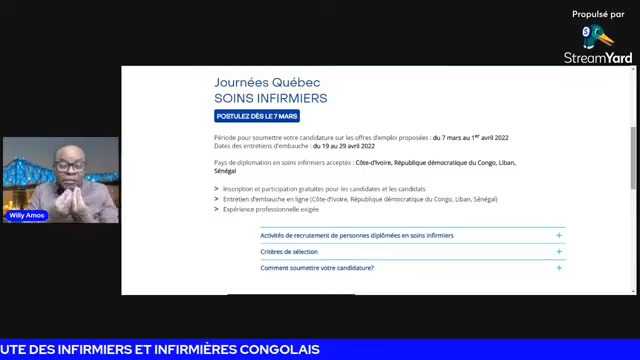 Propulsé par
StreamYard
Journées Québec
SOINS INFIRMIERS
POSTULEZ DÈS LE 7 MARS
Période pour soumettre votre candidature sur les offres d'emploi proposées : du 7 mars au 1er avril 2022
Dates des entretiens d'embauche : du 19 au 29 avril 2022
Pays de diplomation en soins infirmiers acceptés : Côte-d'Ivoire, République démocratique du Congo, Liban,
Sénégal
> Inscription et participation gratuites pour les candidates et les candidats
> Entretien d'embauche en ligne (Côte-d'Ivoire, République démocratique du Congo, Liban, Sénégal)
> Expérience professionnelle exigée
Activités de recrutement de personnes diplômées en soins infirmiers +
Critères de sélection +
Comment soumettre votre candidature? +
Willy Amos
UTE DES INFIRMIERS ET INFIRMIÈRES CONGOLAIS